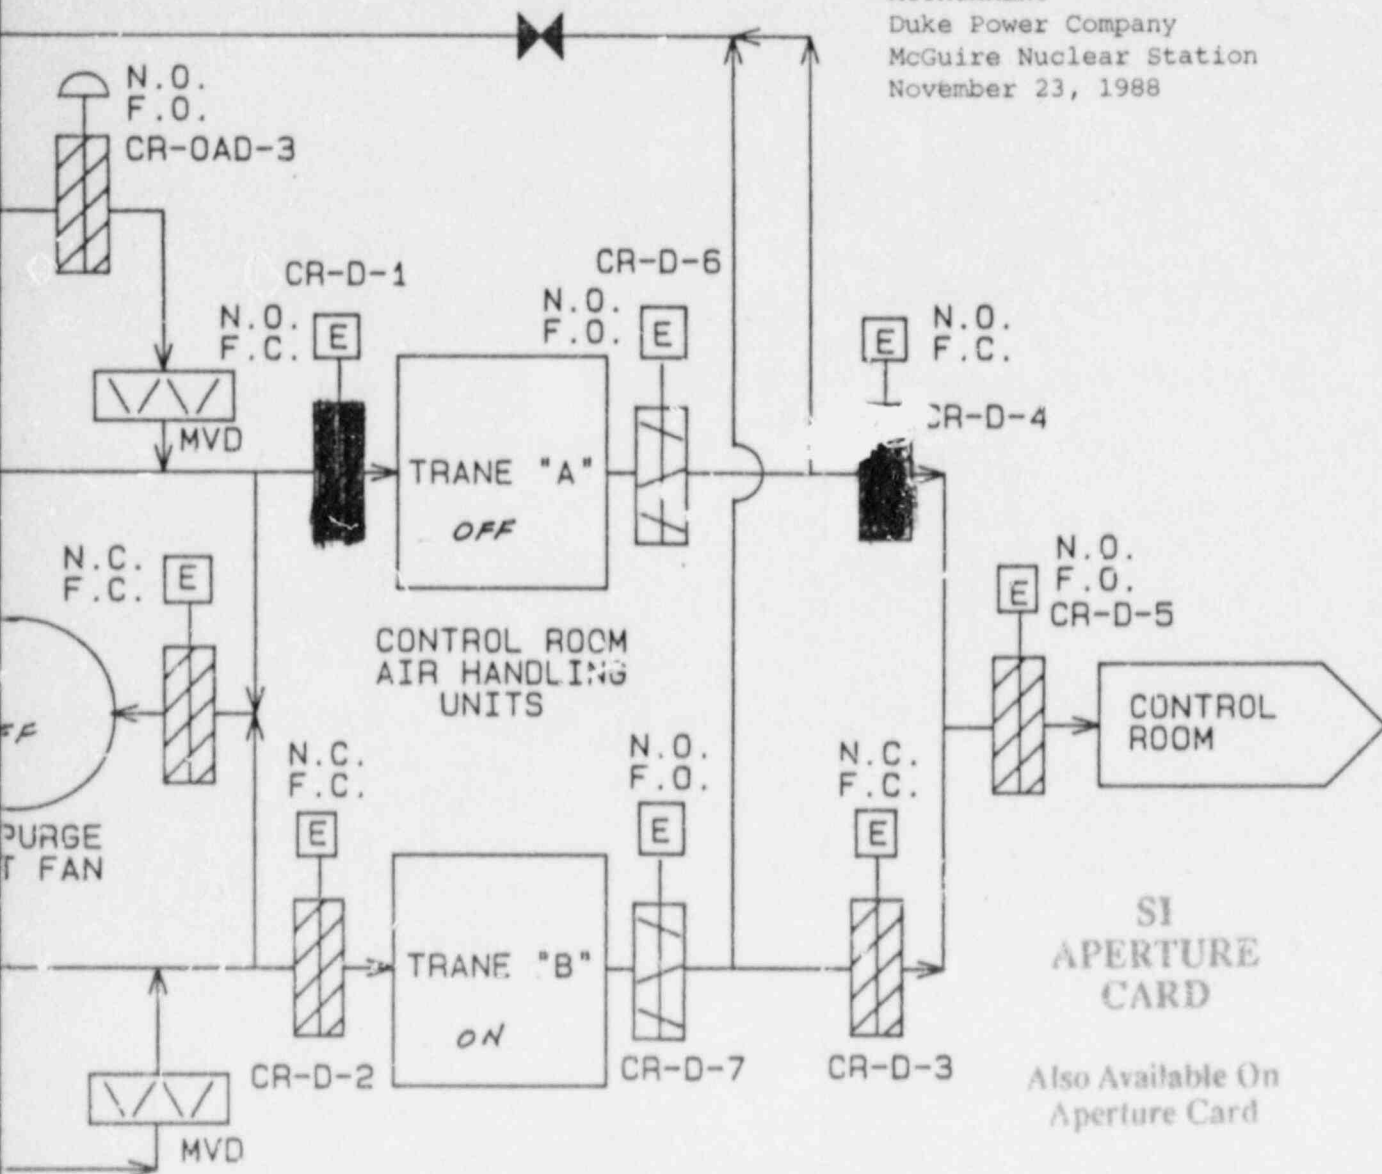 Duke Power Company
McGuire Nuclear Station
November 23, 1988
N.O.
F.O.
CR-OAD-3
MVD
CR-D-1
N.O.
F.C.
E
CR-D-6
N.O.
F.O.
E
N.O.
F.C.
E
CR-D-4
TRANE "A"
OFF
N.C.
F.C.
E
CONTROL ROOM
AIR HANDLING
UNITS
N.O.
F.O.
E
CR-D-5
CONTROL
ROOM
PURGE
T FAN
N.C.
F.C.
E
N.O.
F.O.
E
N.C.
F.C.
E
TRANE "B"
ON
CR-D-2
CR-D-7
CR-D-3
MVD
SI
APERTURE
CARD
Also Available On
Aperture Card